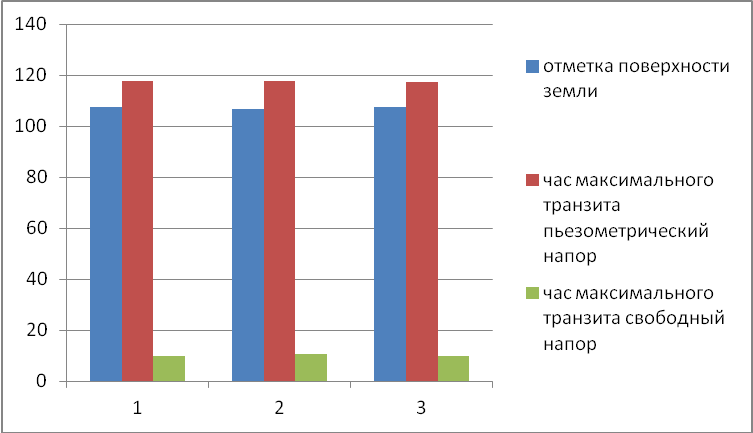 140
120
100
80
60
40
20
0
1 2 3
отметка поверхности
земли
час максимального
транзита
пьезометрический
напор
час максимального
транзита свободный
напор